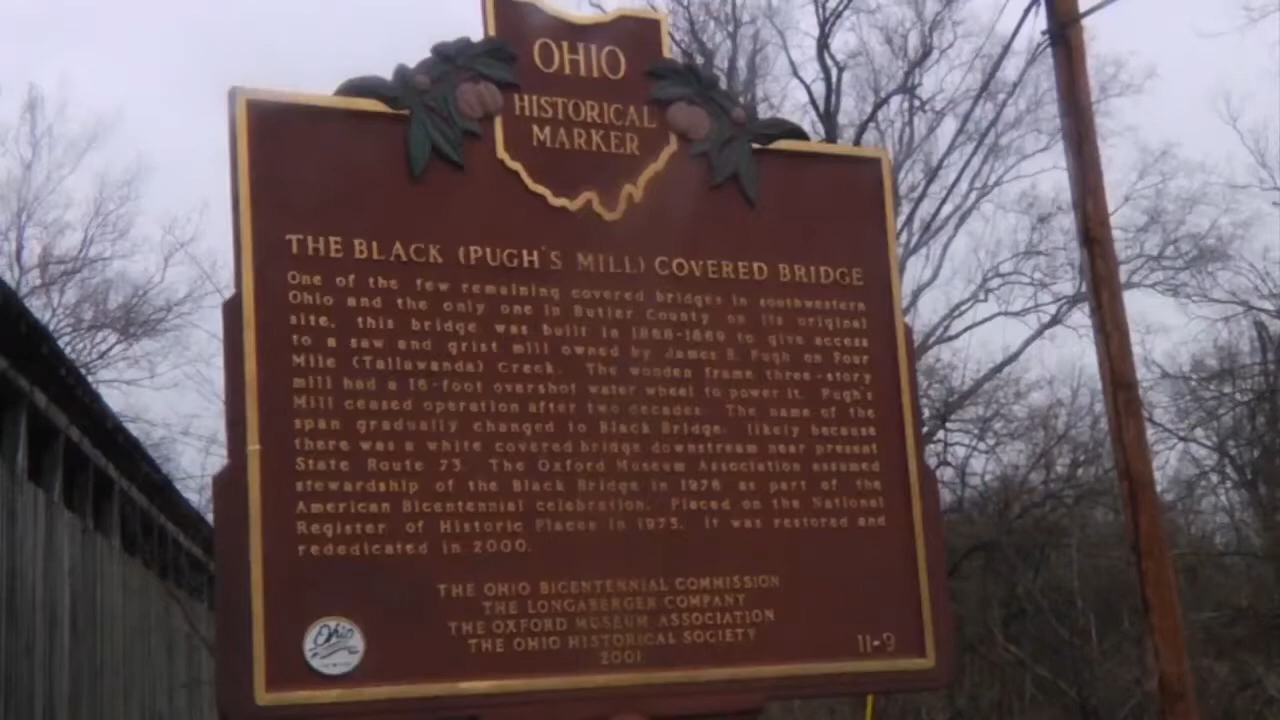 OHIO
HISTORICAL
MARKER
THE BLACK (PUGH'S MILL) COVERED BRIDGE
One of the few remaining covered bridges in southwestern
Ohio and the only one in Butler County on its original
site, this bridge was built in 1868-1869 to give access
to a saw and grist mill owned by James B. Pugh on Four
Mile (Tallawanda) Creek. The wooden frame three-story
mill had a 16-foot overshot water wheel to power it. Pugh's
Mill ceased operation after two decades. The name of the
span gradually changed to Black Bridge, likely because
there was a white covered bridge downstream near present
State Route 73. The Oxford Museum Association assumed
stewardship of the Black Bridge in 1976 as part of the
American Bicentennial celebration. Placed on the National
Register of Historic Places in 1975, it was restored and
rededicated in 2000.
THE OHIO BICENTENNIAL COMMISSION
THE LONGABERGER COMPANY
THE OXFORD MUSEUM ASSOCIATION
THE OHIO HISTORICAL SOCIETY
2001
11-9
Ohio